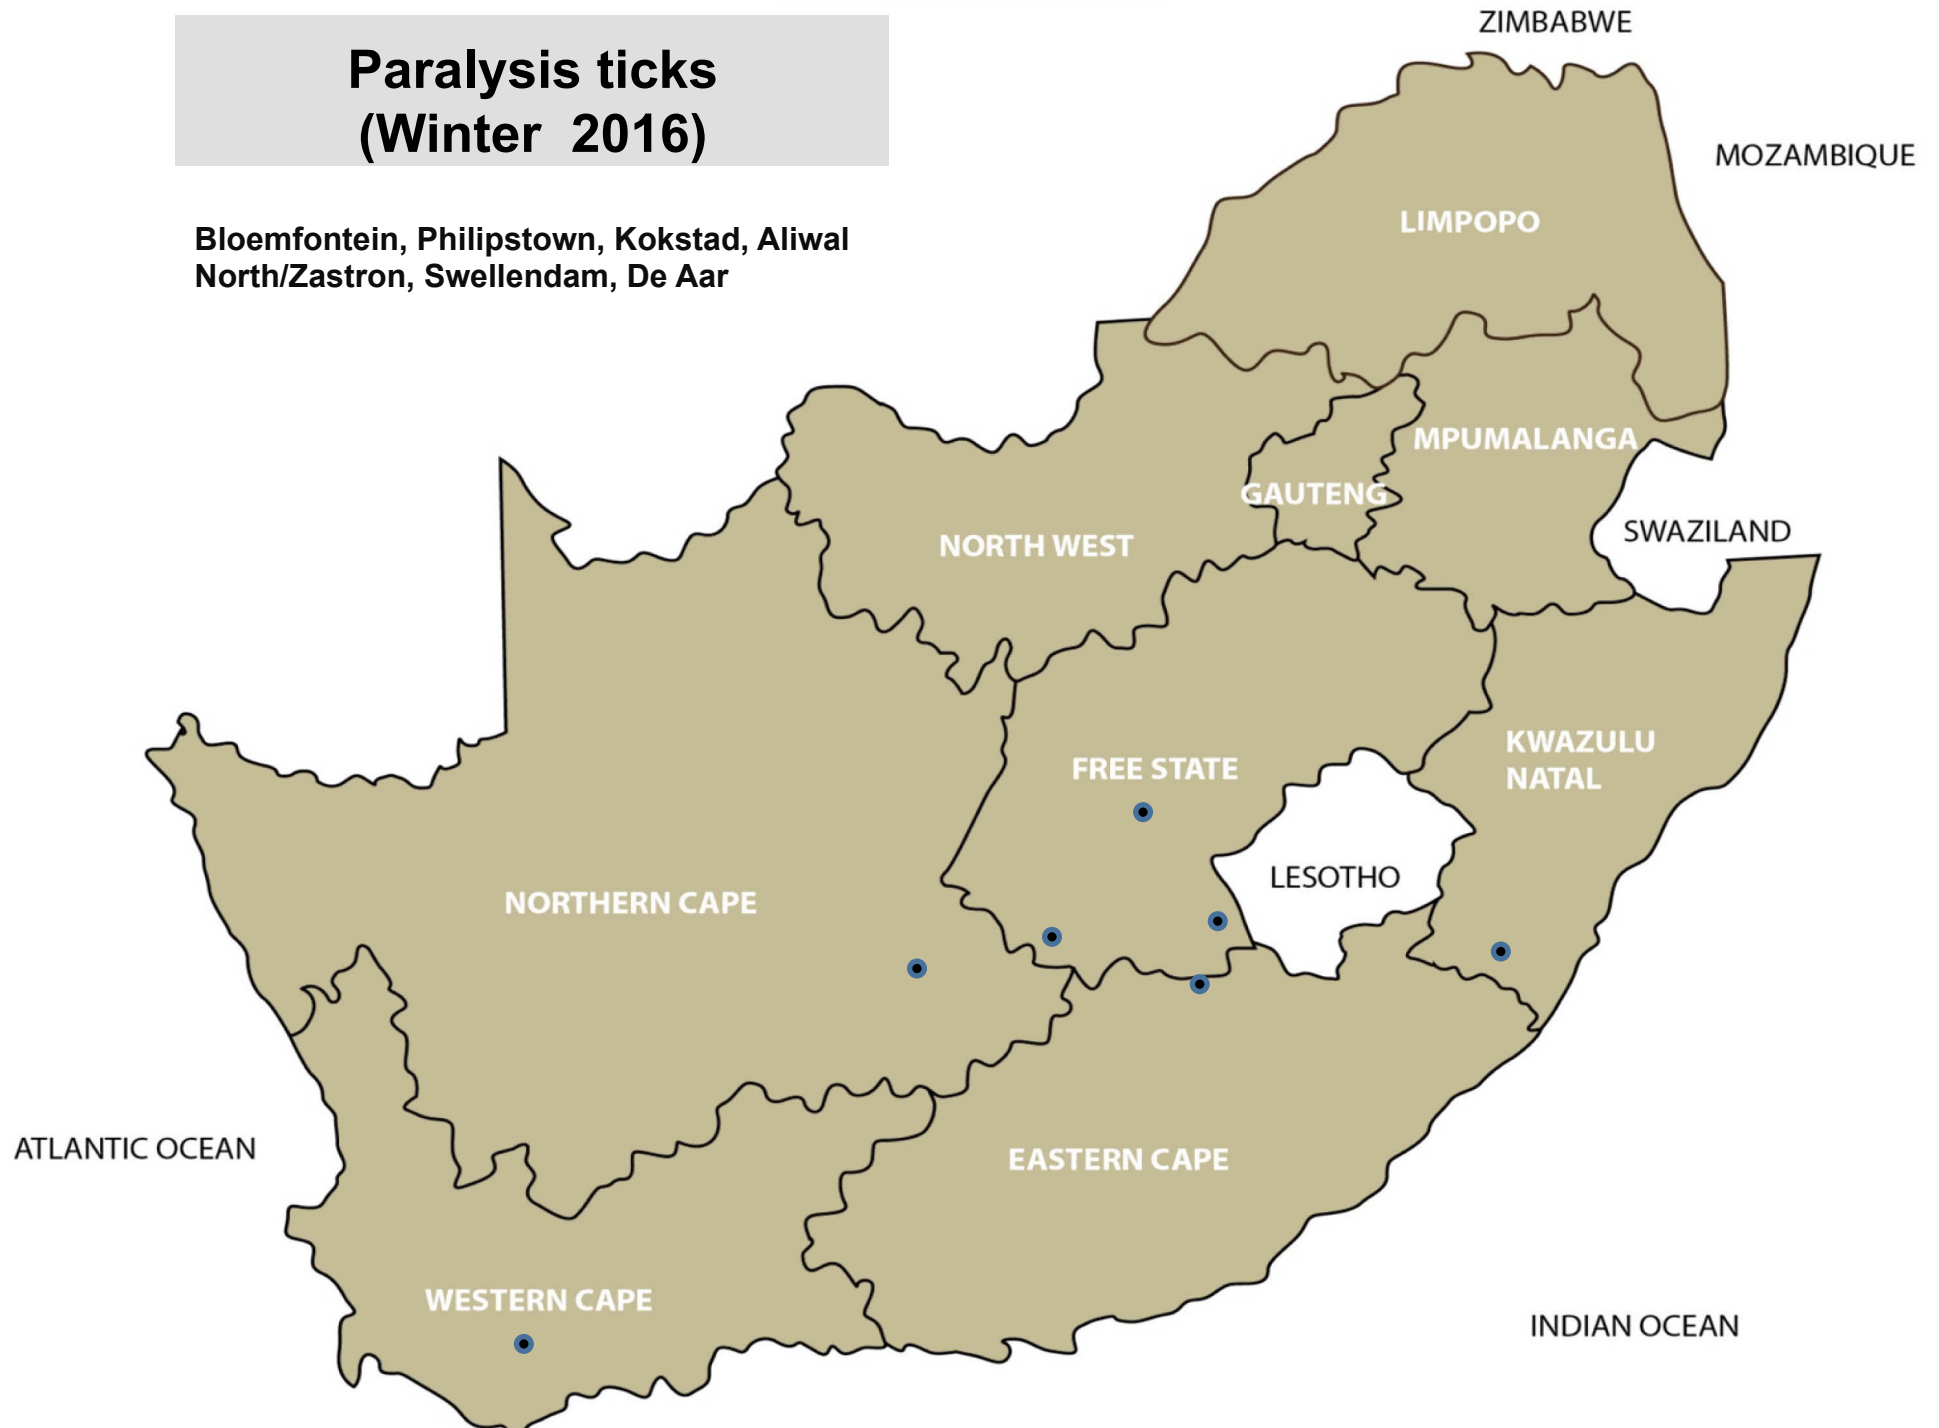 Paralysis ticks
(Winter  2016)
Bloemfontein, Philipstown, Kokstad, Aliwal
North/Zastron, Swellendam, De Aar
ZIMBABWE
MOZAMBIQUE
LIMPOPO
MPUMALANGA
GAUTENG
SWAZILAND
NORTH WEST
KWAZULU
NATAL
FREE STATE
LESOTHO
NORTHERN CAPE
ATLANTIC OCEAN
EASTERN CAPE
WESTERN CAPE
INDIAN OCEAN